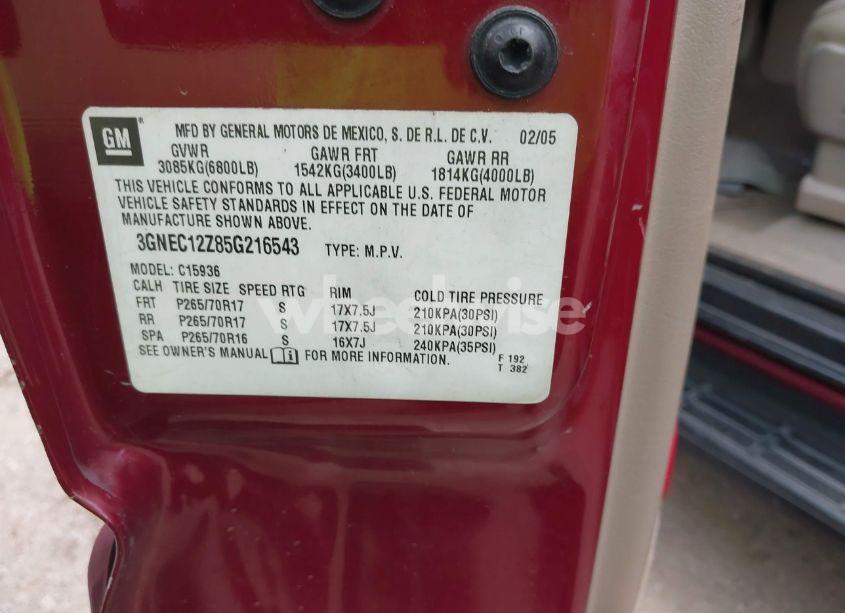 GM ®
MFD BY GENERAL MOTORS DE MEXICO, S. DE R.L. DE C.V. 02/05
GVWR GAWR FRT GAWR RR
3085KG(6800LB) 1542KG(3400LB) 1814KG(4000LB)
THIS VEHICLE CONFORMS TO ALL APPLICABLE U.S. FEDERAL MOTOR
VEHICLE SAFETY STANDARDS IN EFFECT ON THE DATE OF
MANUFACTURE SHOWN ABOVE.
3GNEC12Z85G216543 TYPE: M.P.V.
MODEL: C15936
CALH TIRE SIZE SPEED RTG RIM COLD TIRE PRESSURE
FRT P265/70R17 S 17X7.5J 210KPA(30PSI)
RR P265/70R17 S 17X7.5J 210KPA(30PSI)
SPA P265/70R16 S 16X7J 240KPA(35PSI)
SEE OWNER'S MANUAL FOR MORE INFORMATION. F 192
T 382